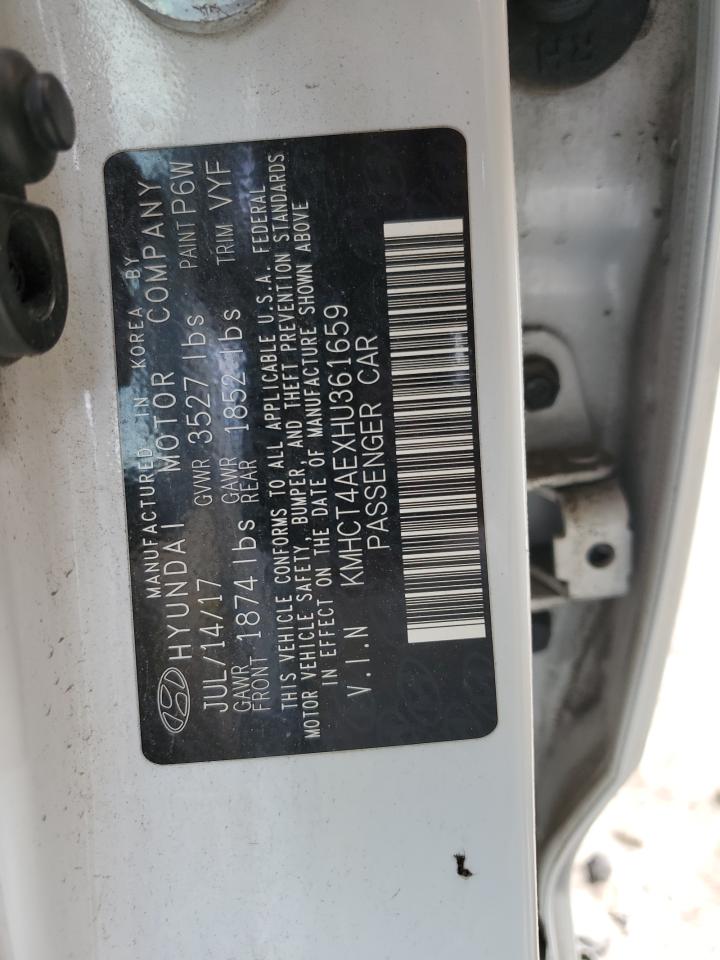 MANUFACTURED IN KOREA BY
HYUNDAI MOTOR COMPANY
JUL/14/17 GVWR 3527 lbs PAINT P6W
GAWR FRONT 1874 lbs GAWR REAR 1852 lbs TRIM VYF
THIS VEHICLE CONFORMS TO ALL APPLICABLE U.S.A. FEDERAL
MOTOR VEHICLE SAFETY, BUMPER, AND THEFT PREVENTION STANDARDS
IN EFFECT ON THE DATE OF MANUFACTURE SHOWN ABOVE
V.I.N KMHCT4AEXHU361659
PASSENGER CAR